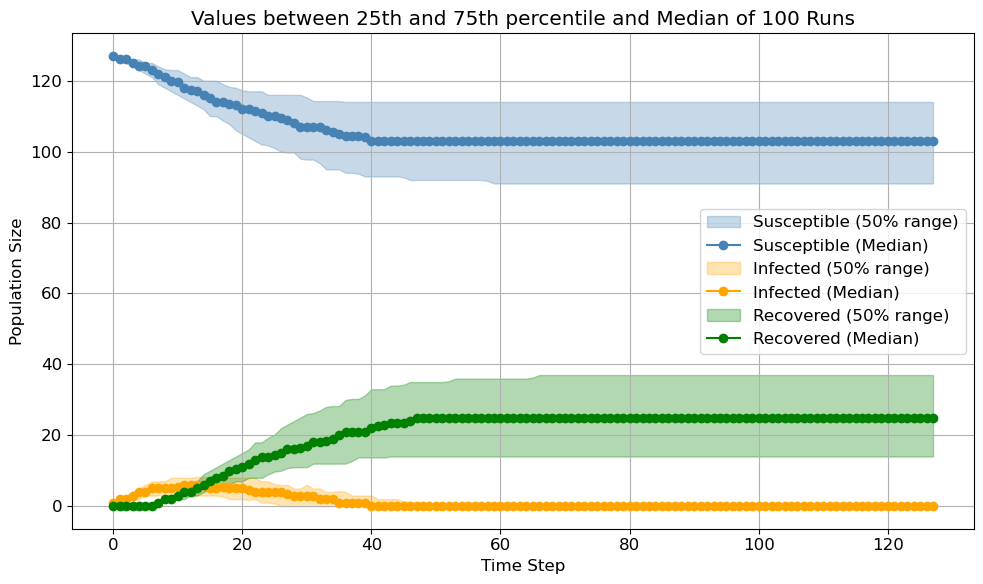 Values between 25th and 75th percentile and Median of 100 Runs
Population Size
120
100
80
60
40
20
0
Susceptible (50% range)
Susceptible (Median)
Infected (50% range)
Infected (Median)
Recovered (50% range)
Recovered (Median)
0 20 40 60 80 100 120
Time Step